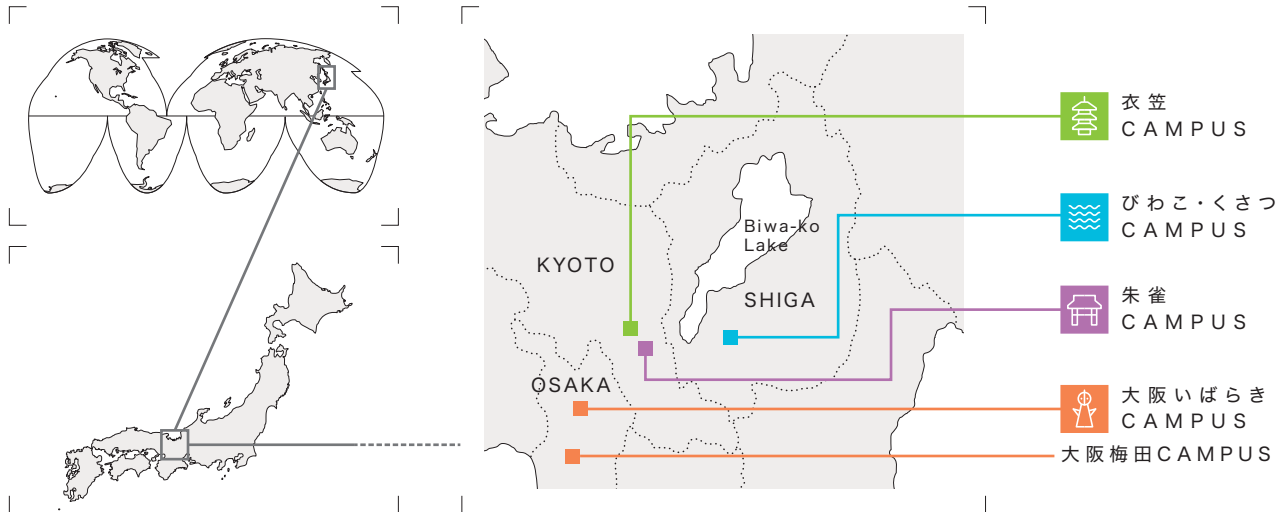 衣笠
CAMPUS
びわこ・くさつ
CAMPUS
Biwa-ko
Lake
KYOTO
SHIGA
朱雀
CAMPUS
OSAKA
大阪いばらき
CAMPUS
大阪梅田CAMPUS